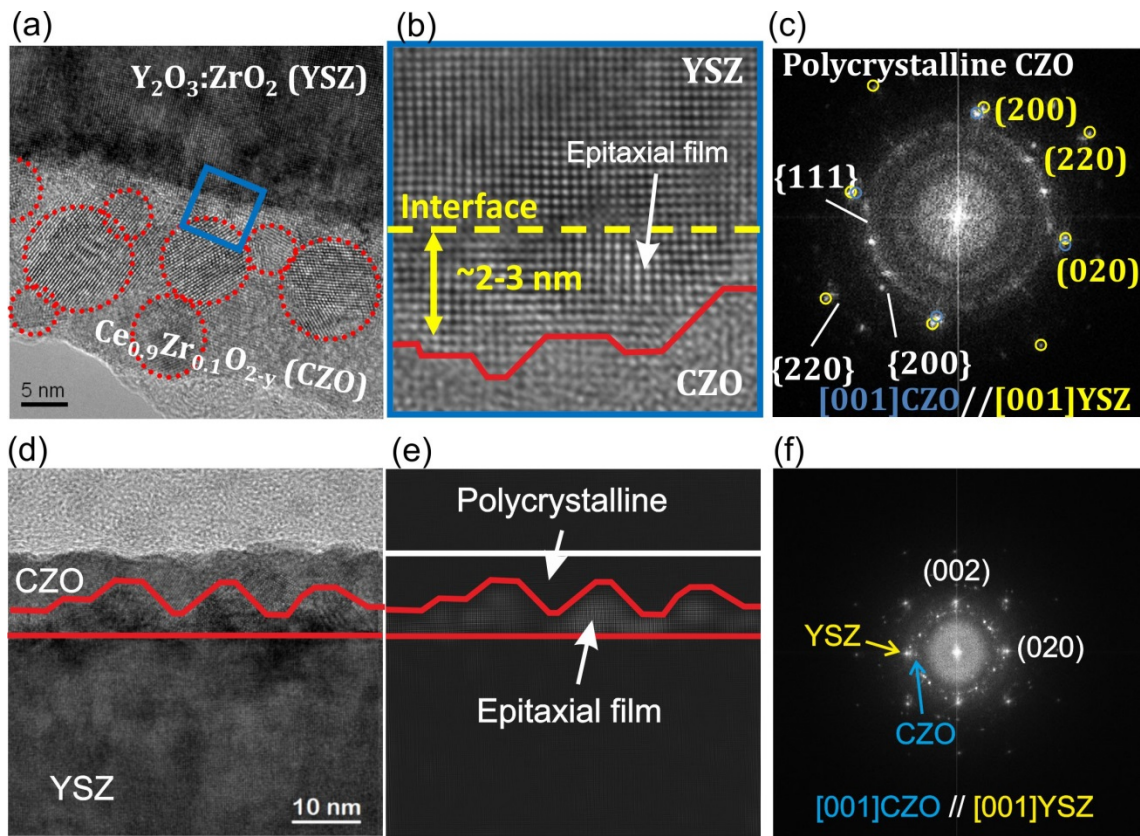 (a)
Y₂O₃:ZrO₂ (YSZ)
Ce₀.₉Zr₀.₁O₂₋y (CZO)
5 nm
(b)
YSZ
Epitaxial film
Interface
~2-3 nm
CZO
(c)
Polycrystalline CZO
(200)
(220)
{111}
(020)
{220}
{200}
[001]CZO//[001]YSZ
(d)
CZO
YSZ
10 nm
(e)
Polycrystalline
Epitaxial film
(f)
(002)
YSZ
(020)
CZO
[001]CZO // [001]YSZ